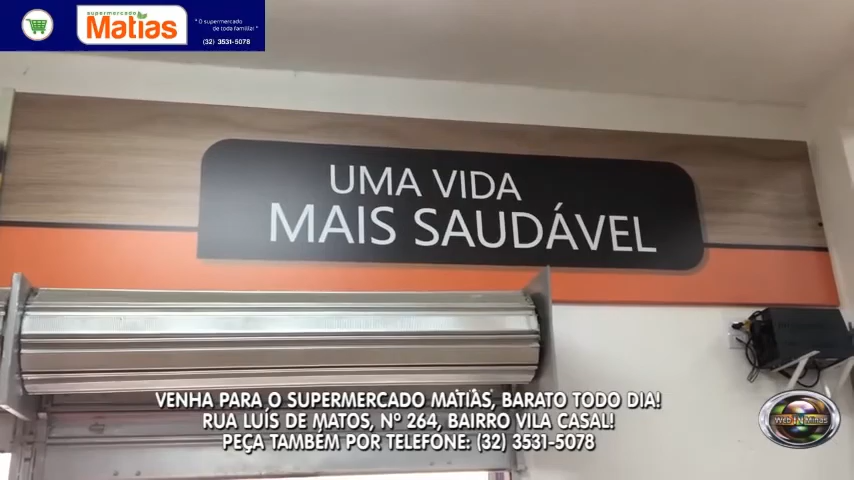 supermercado
Matias
"O supermercado
de toda família!"
(32) 3531-5078
UMA VIDA
MAIS SAUDÁVEL
VENHA PARA O SUPERMERCADO MATIAS, BARATO TODO DIA!
RUA LUÍS DE MATOS, Nº 264, BAIRRO VILA CASAL!
PEÇA TAMBÉM POR TELEFONE: (32) 3531-5078
Web TN Minas